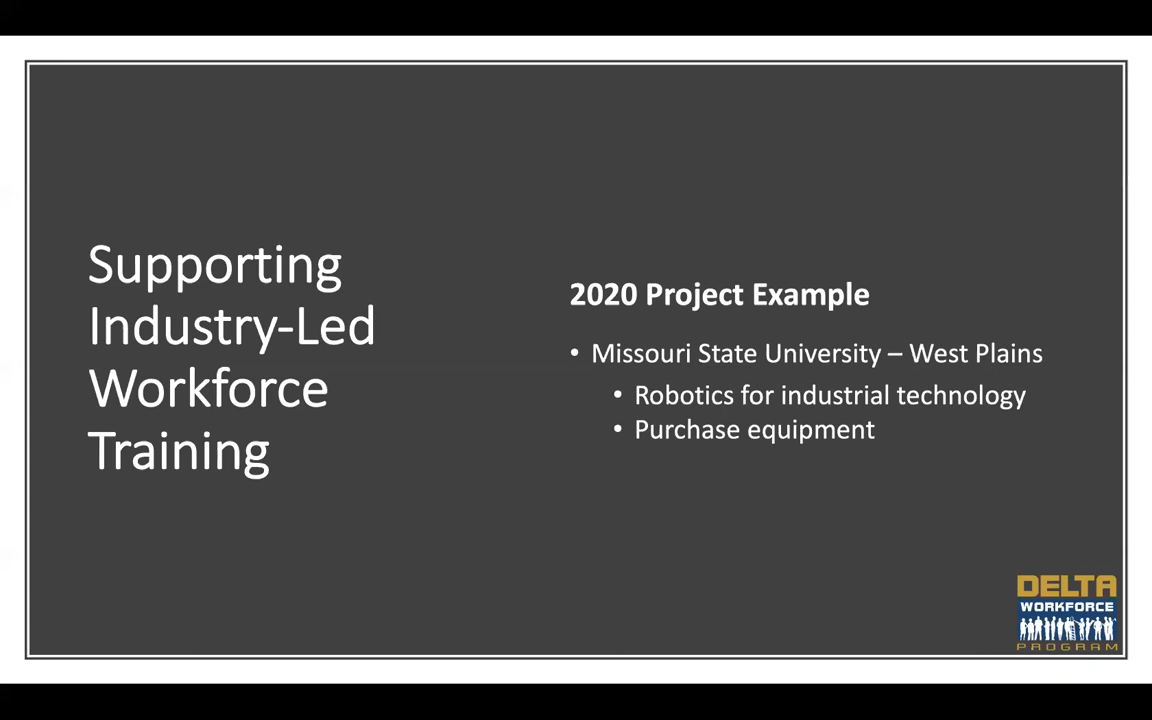 Supporting
Industry-Led
Workforce
Training
2020 Project Example
• Missouri State University – West Plains
• Robotics for industrial technology
• Purchase equipment
DELTA
WORKFORCE
PROGRAM